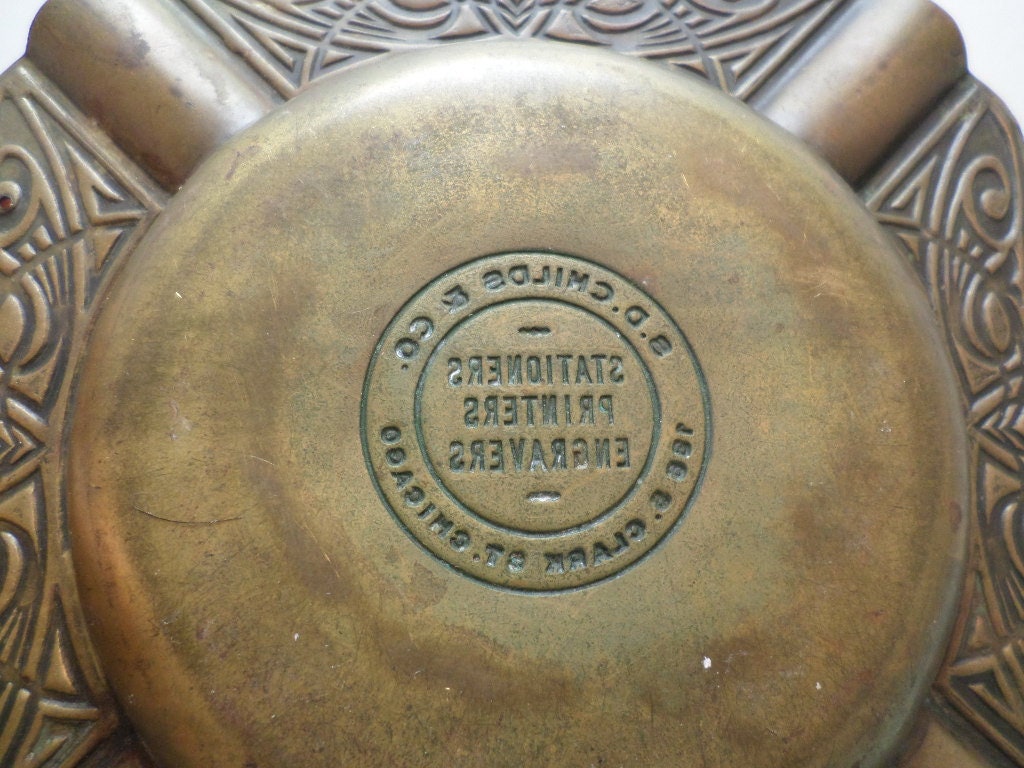 S.D. CHILDS & CO.
STATIONERS
PRINTERS
ENGRAVERS
S. CLARK ST. CHICAGO